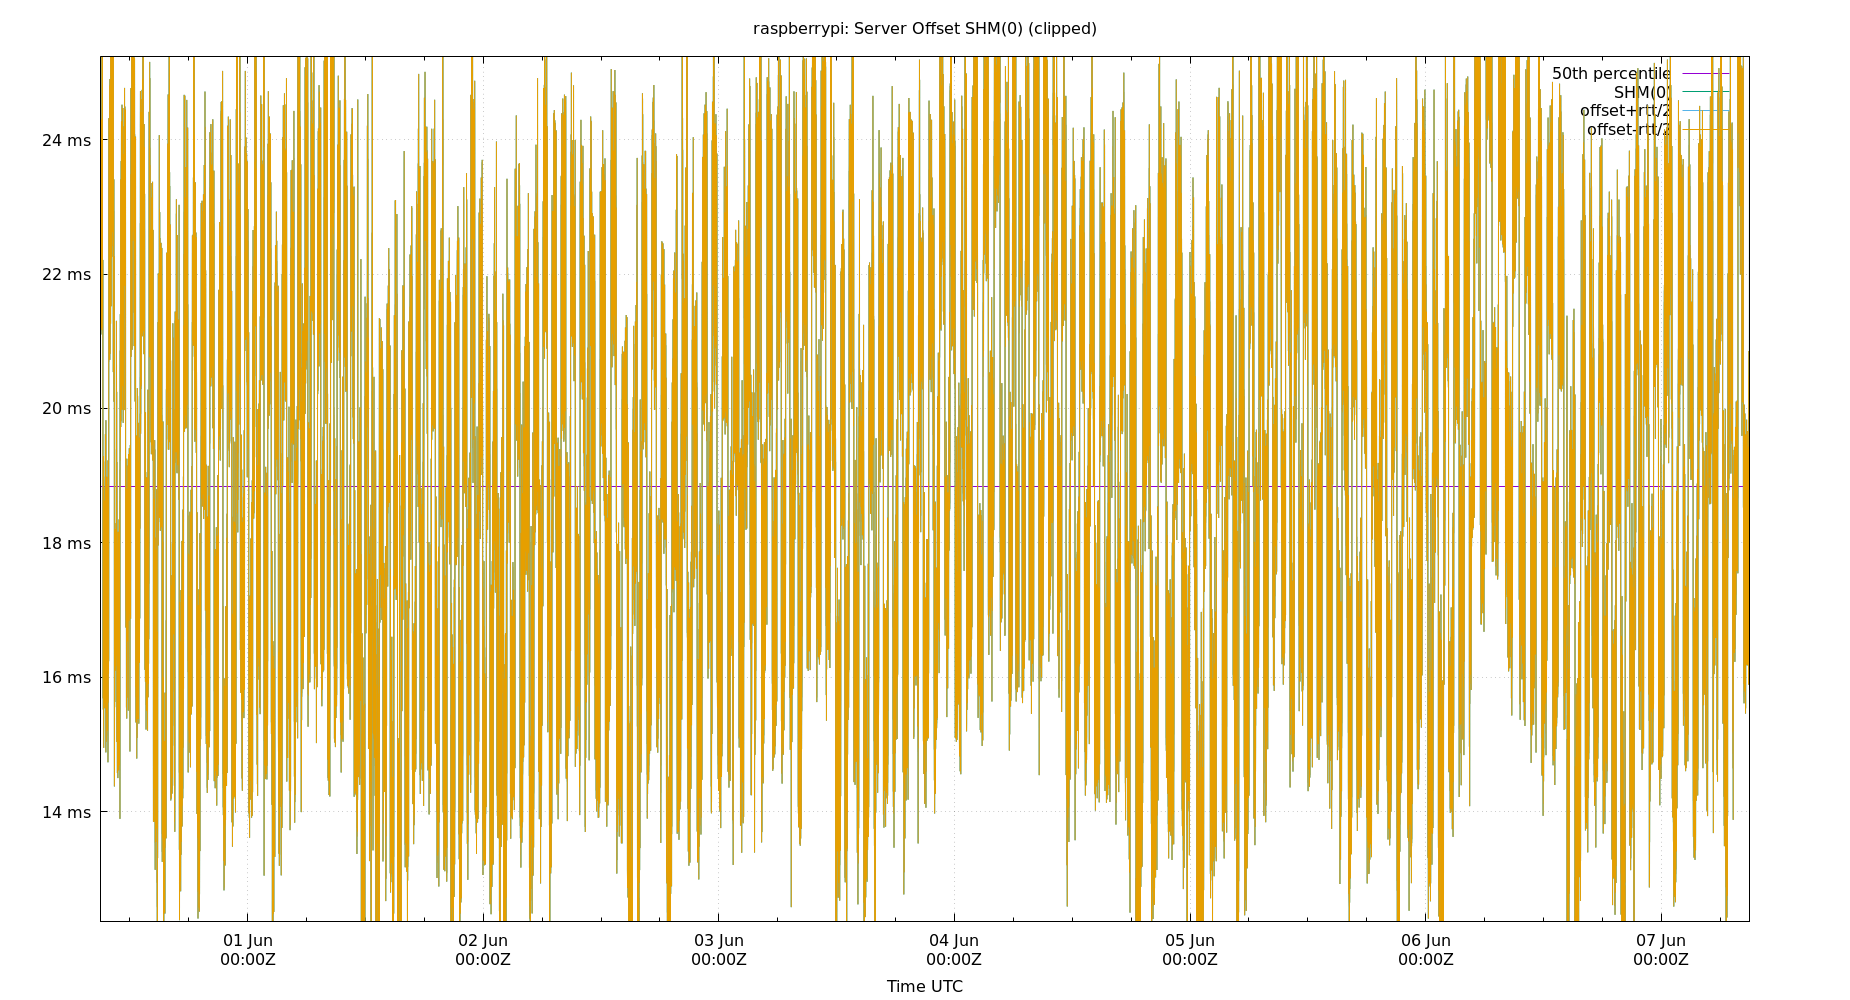 raspberrypi: Server Offset SHM(0) (clipped)
50th percentile
SHM(0)
offset+rtt/2
offset-rtt/2
24 ms
22 ms
20 ms
18 ms
16 ms
14 ms
01 Jun 02 Jun 03 Jun 04 Jun 05 Jun 06 Jun 07 Jun
00:00Z 00:00Z 00:00Z 00:00Z 00:00Z 00:00Z 00:00Z
Time UTC